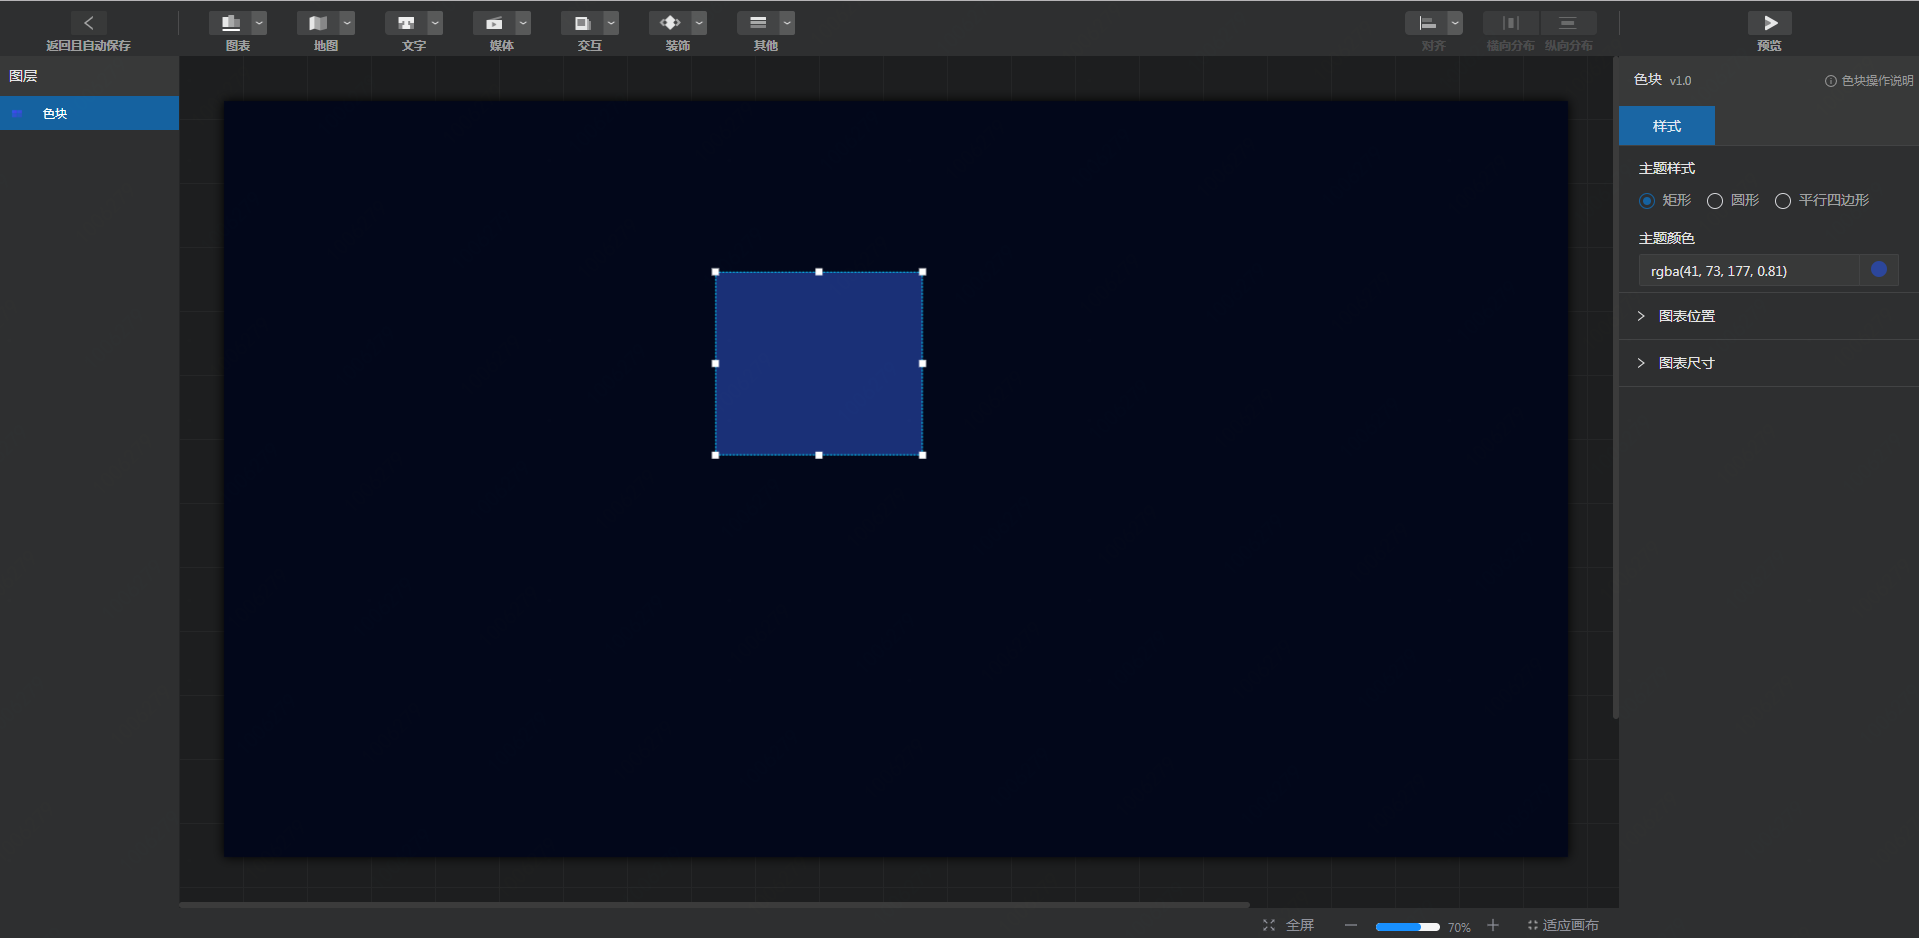 返回且自动保存
图表
地图
文字
媒体
交互
装饰
其他
对齐
横向分布
纵向分布
预览
图层
色块
色块 v1.0
色块操作说明
样式
主题样式
矩形
圆形
平行四边形
主题颜色
rgba(41, 73, 177, 0.81)
图表位置
图表尺寸
全屏
70%
适应画布